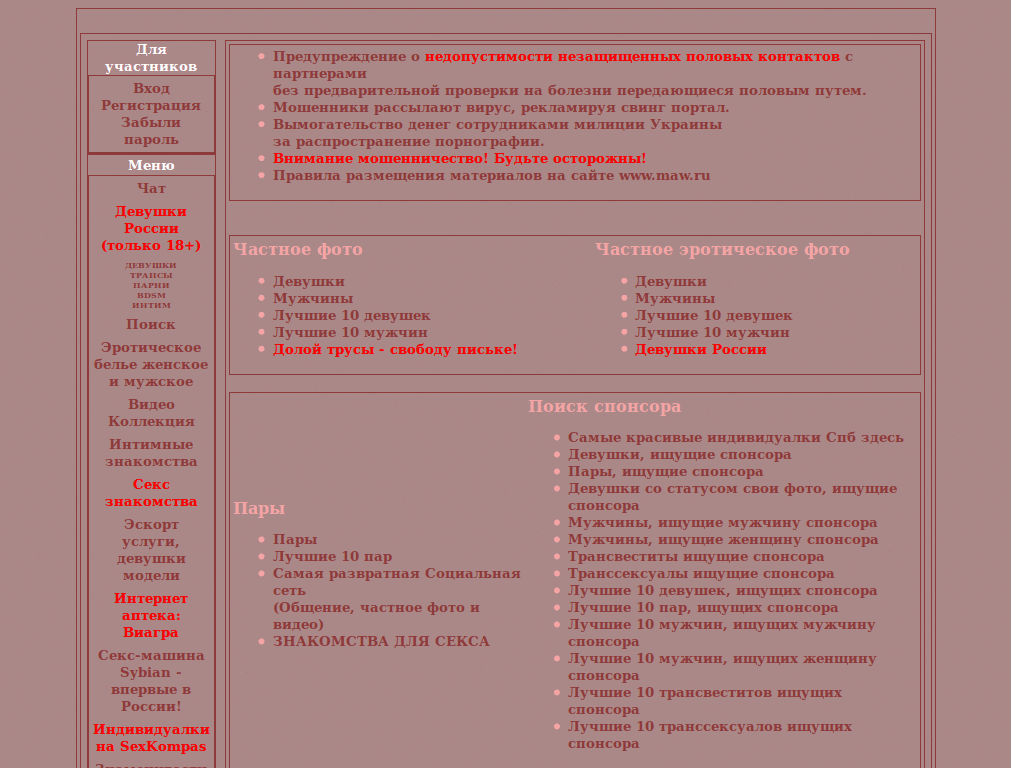 Для
участников
Вход
Регистрация
Забыли
пароль
Меню
Чат
Девушки
России
(только 18+)
ДЕВУШКИ
ТРАНСЫ
ПАРНИ
BDSM
ИНТИМ
Поиск
Эротическое
белье женское
и мужское
Видео
Коллекция
Интимные
знакомства
Секс
знакомства
Эскорт
услуги,
девушки
модели
Интернет
аптека:
Виагра
Секс-машина
Sybian -
впервые в
России!
Индивидуалки
на SexKompas
Предупреждение о недопустимости незащищенных половых контактов с
партнерами
без предварительной проверки на болезни передающиеся половым путем.
Мошенники рассылают вирус, рекламируя свинг портал.
Вымогательство денег сотрудниками милиции Украины
за распространение порнографии.
Внимание мошенничество! Будьте осторожны!
Правила размещения материалов на сайте www.maw.ru
Частное фото
Девушки
Мужчины
Лучшие 10 девушек
Лучшие 10 мужчин
Долой трусы - свободу письке!
Частное эротическое фото
Девушки
Мужчины
Лучшие 10 девушек
Лучшие 10 мужчин
Девушки России
Пары
Пары
Лучшие 10 пар
Самая развратная Социальная
сеть
(Общение, частное фото и
видео)
ЗНАКОМСТВА ДЛЯ СЕКСА
Поиск спонсора
Самые красивые индивидуалки Спб здесь
Девушки, ищущие спонсора
Пары, ищущие спонсора
Девушки со статусом свои фото, ищущие
спонсора
Мужчины, ищущие мужчину спонсора
Мужчины, ищущие женщину спонсора
Трансвеститы ищущие спонсора
Транссексуалы ищущие спонсора
Лучшие 10 девушек, ищущих спонсора
Лучшие 10 пар, ищущих спонсора
Лучшие 10 мужчин, ищущих мужчину
спонсора
Лучшие 10 мужчин, ищущих женщину
спонсора
Лучшие 10 трансвеститов ищущих
спонсора
Лучшие 10 транссексуалов ищущих
спонсора